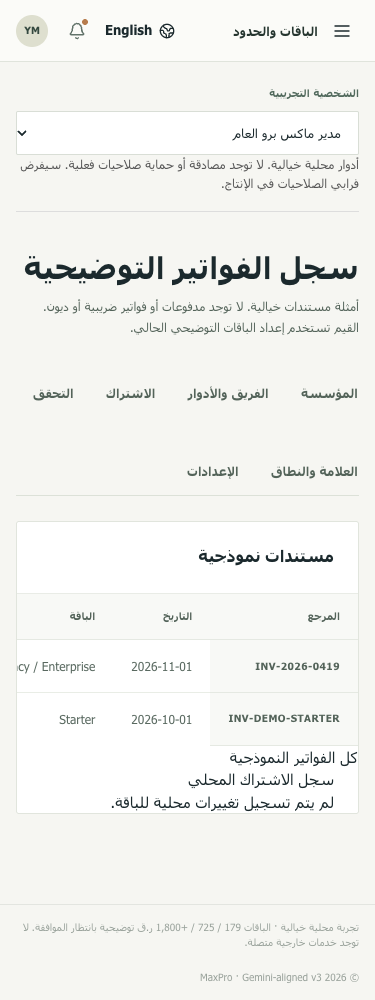 الباقات والحدود
English
YM
الشخصية التجريبية
مدير ماكس برو العام
أدوار محلية خيالية. لا توجد مصادقة أو حماية صلاحيات فعلية. سيفرض
فرابي الصلاحيات في الإنتاج.
سجل الفواتير التوضيحية
أمثلة مستندات خيالية. لا توجد مدفوعات أو فواتير ضريبية أو ديون.
القيم تستخدم إعداد الباقات التوضيحي الحالي.
المؤسسة الفريق والأدوار الاشتراك التحقق
العلامة والنطاق الإعدادات
مستندات نموذجية
المرجع التاريخ الباقة
INV-2026-0419 2026-11-01 cy / Enterprise
INV-DEMO-STARTER 2026-10-01 Starter
كل الفواتير النموذجية
سجل الاشتراك المحلي
لم يتم تسجيل تغييرات محلية للباقة.
تجربة محلية خيالية · الباقات 179 / 725 / +1,800 ر.ق توضيحية بانتظار الموافقة. لا
توجد خدمات خارجية متصلة.
© 2026 MaxPro · Gemini-aligned v3